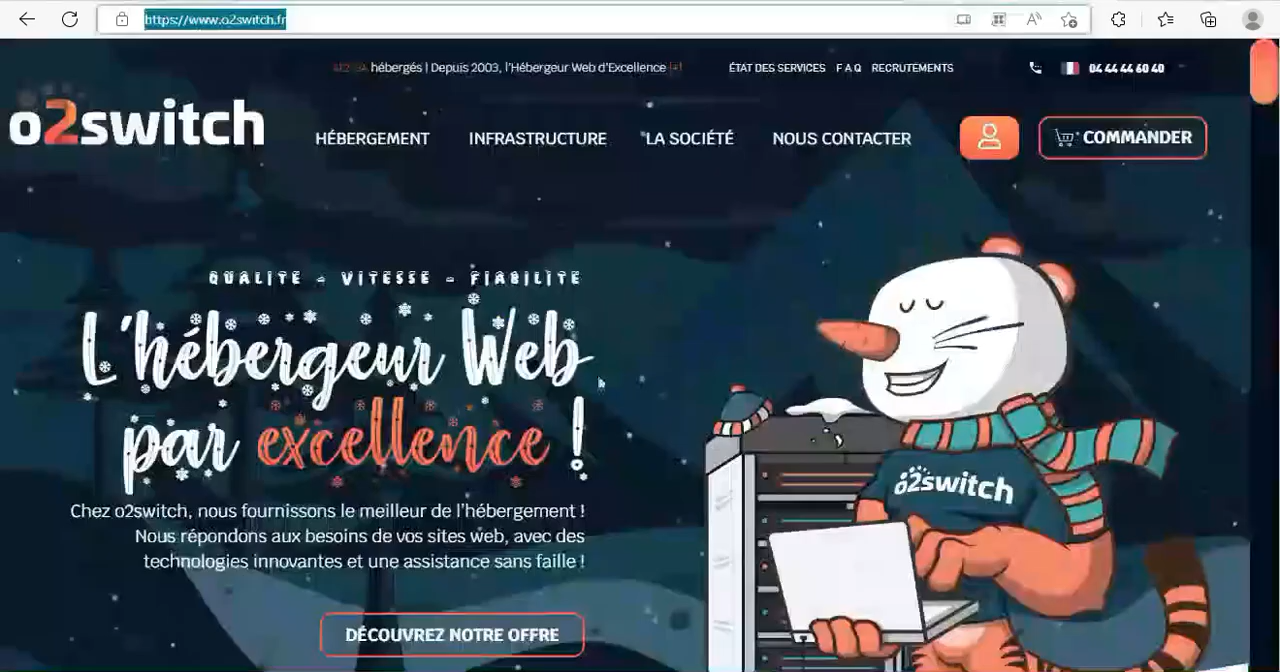 https://www.o2switch.fr
hébergés | Depuis 2003, l'Hébergeur Web d'Excellence [+]
ÉTAT DES SERVICES F A Q RECRUTEMENTS
04 44 44 60 40
o2switch
HÉBERGEMENT INFRASTRUCTURE LA SOCIÉTÉ NOUS CONTACTER
COMMANDER
QUALITÉ - VITESSE - FIABILITÉ
L'hébergeur Web
par excellence !
Chez o2switch, nous fournissons le meilleur de l'hébergement !
Nous répondons aux besoins de vos sites web, avec des
technologies innovantes et une assistance sans faille !
DÉCOUVREZ NOTRE OFFRE
o2switch